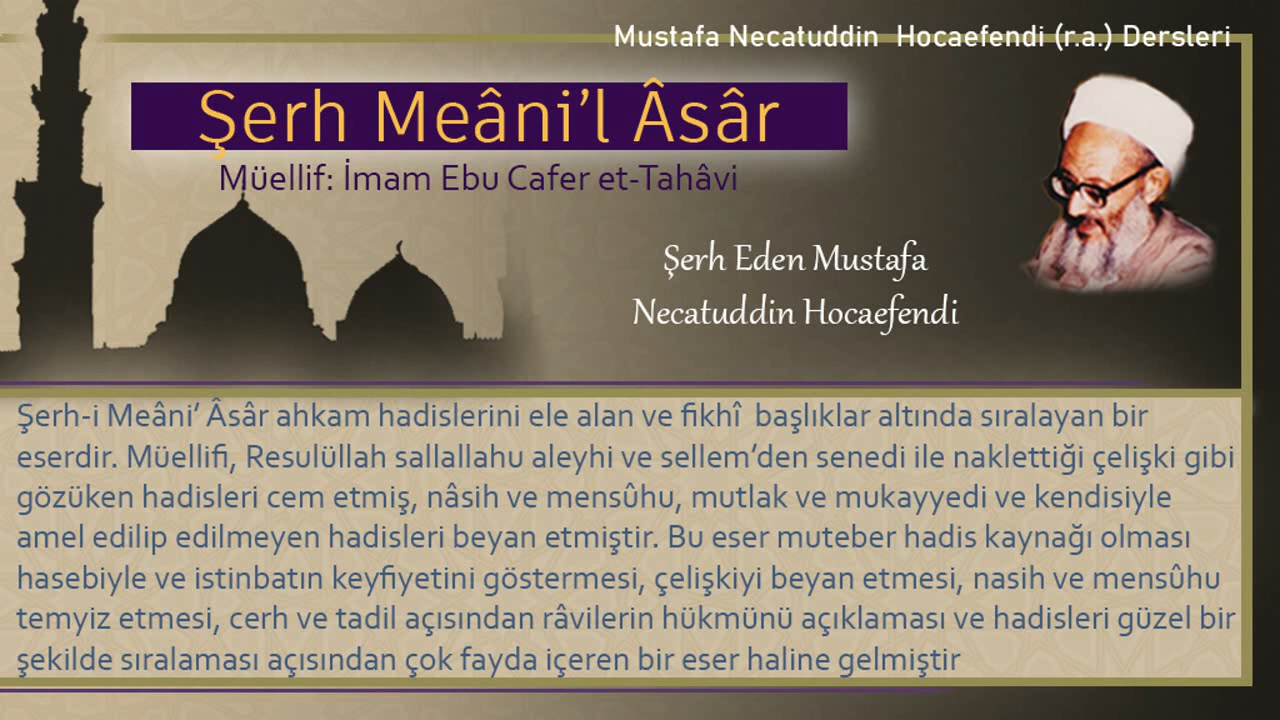 Mustafa Necatuddin Hocaefendi (r.a.) Dersleri
Şerh Meâni’l Âsâr
Müellif: İmam Ebu Cafer et-Tahâvi
Şerh Eden Mustafa
Necatuddin Hocaefendi
Şerh-i Meâni’ Âsâr ahkam hadislerini ele alan ve fikhî başlıklar altında sıralayan bir
eserdir. Müellifi, Resulüllah sallallahu aleyhi ve sellem’den senedi ile naklettiği çelişki gibi
gözüken hadisleri cem etmiş, nâsih ve mensûhu, mutlak ve mukayyedi ve kendisiyle
amel edilip edilmeyen hadisleri beyan etmiştir. Bu eser muteber hadis kaynağı olması
hasebiyle ve istinbatın keyfiyetini göstermesi, çelişkiyi beyan etmesi, nasih ve mensûhu
temyiz etmesi, cerh ve tadil açısından râvilerin hükmünü açıklaması ve hadisleri güzel bir
şekilde sıralaması açısından çok fayda içeren bir eser haline gelmiştir